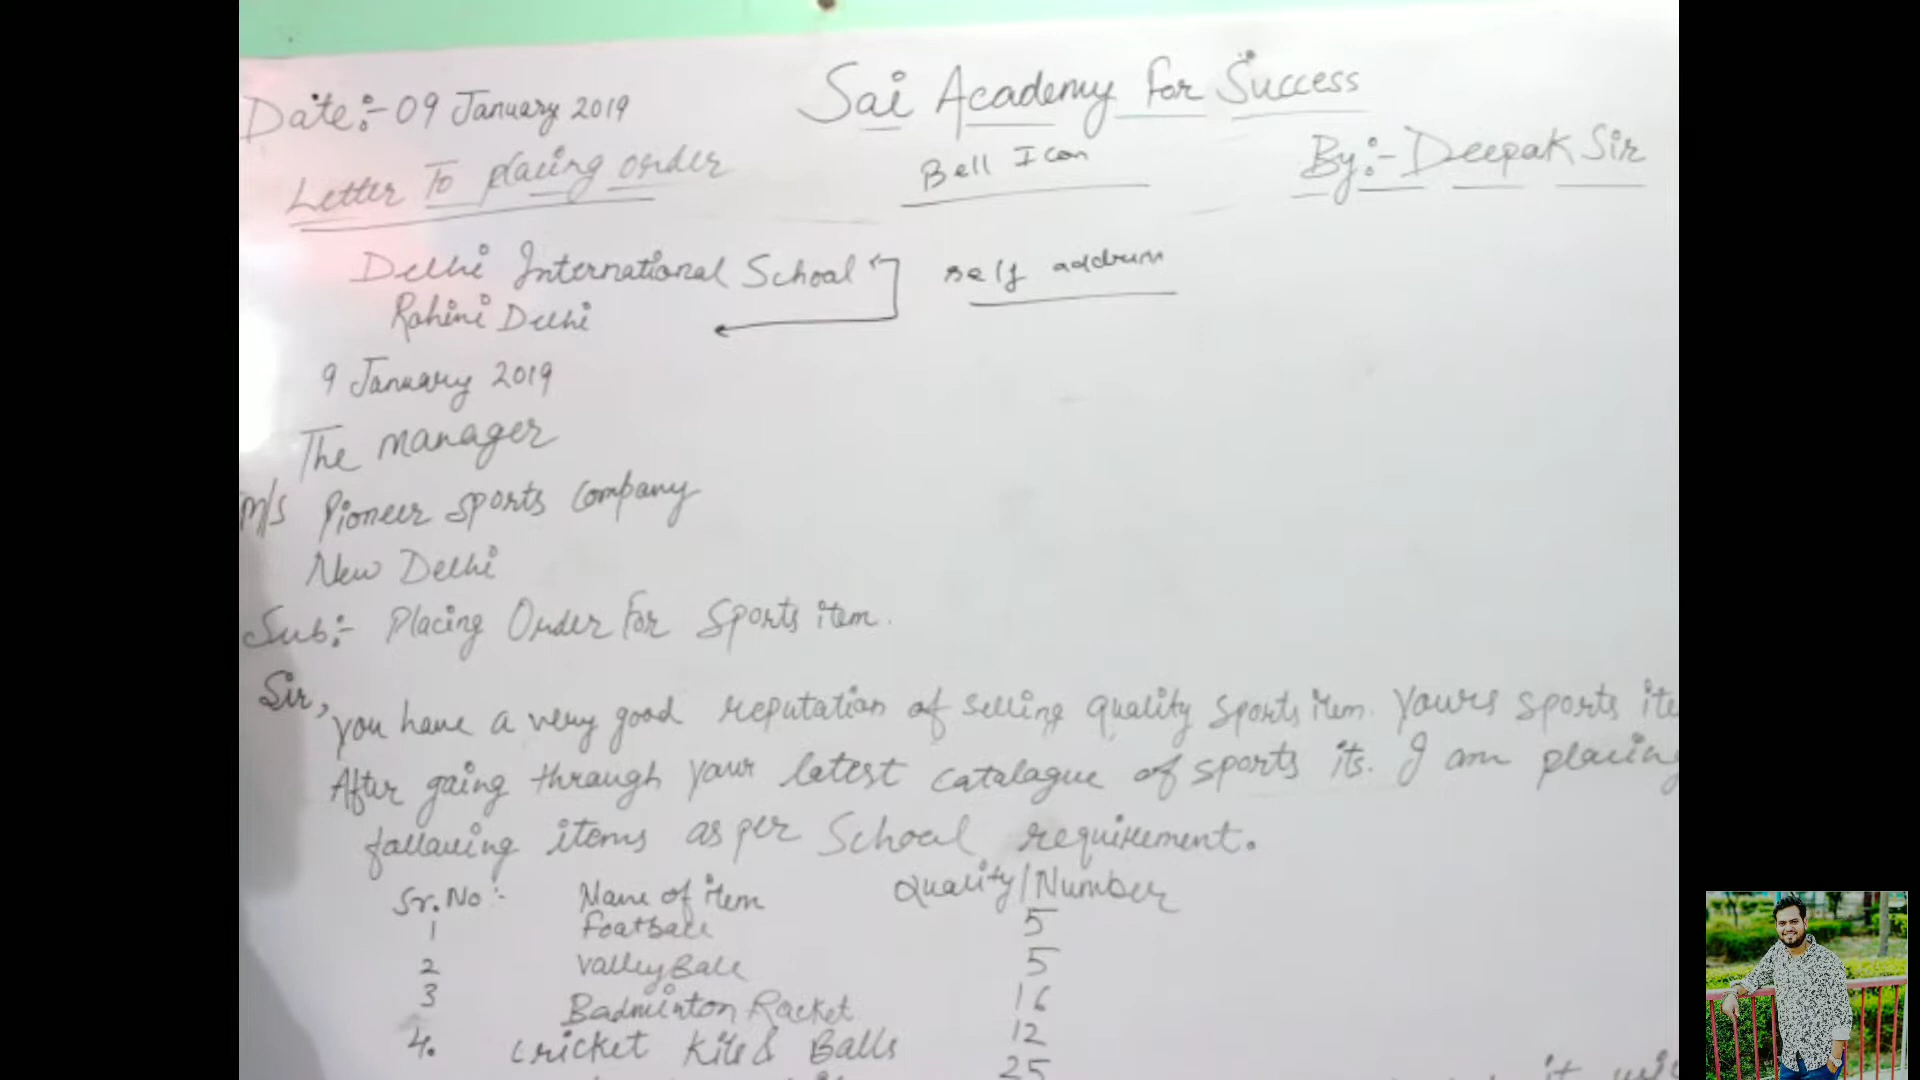 Date:- 09 January 2019
Sai Academy For Success
Letter To placing order
Bell Icon
By:- Deepak Sir
Delhi International School
self address
Rohini Delhi
9 January 2019
The manager
M/s Pioneer sports Company
New Delhi
Sub:- Placing Order For Sports item.
Sir,
you have a very good reputation of selling quality sports item. Yours sports ite
After going through your latest catalogue of sports its. I am placing
following items as per School requirement.
Sr. No :- Name of item Quality/Number
1 Football 5
2 Valley Ball 5
3 Badminton Racket 16
4. Cricket Kits & Balls 12
25
it